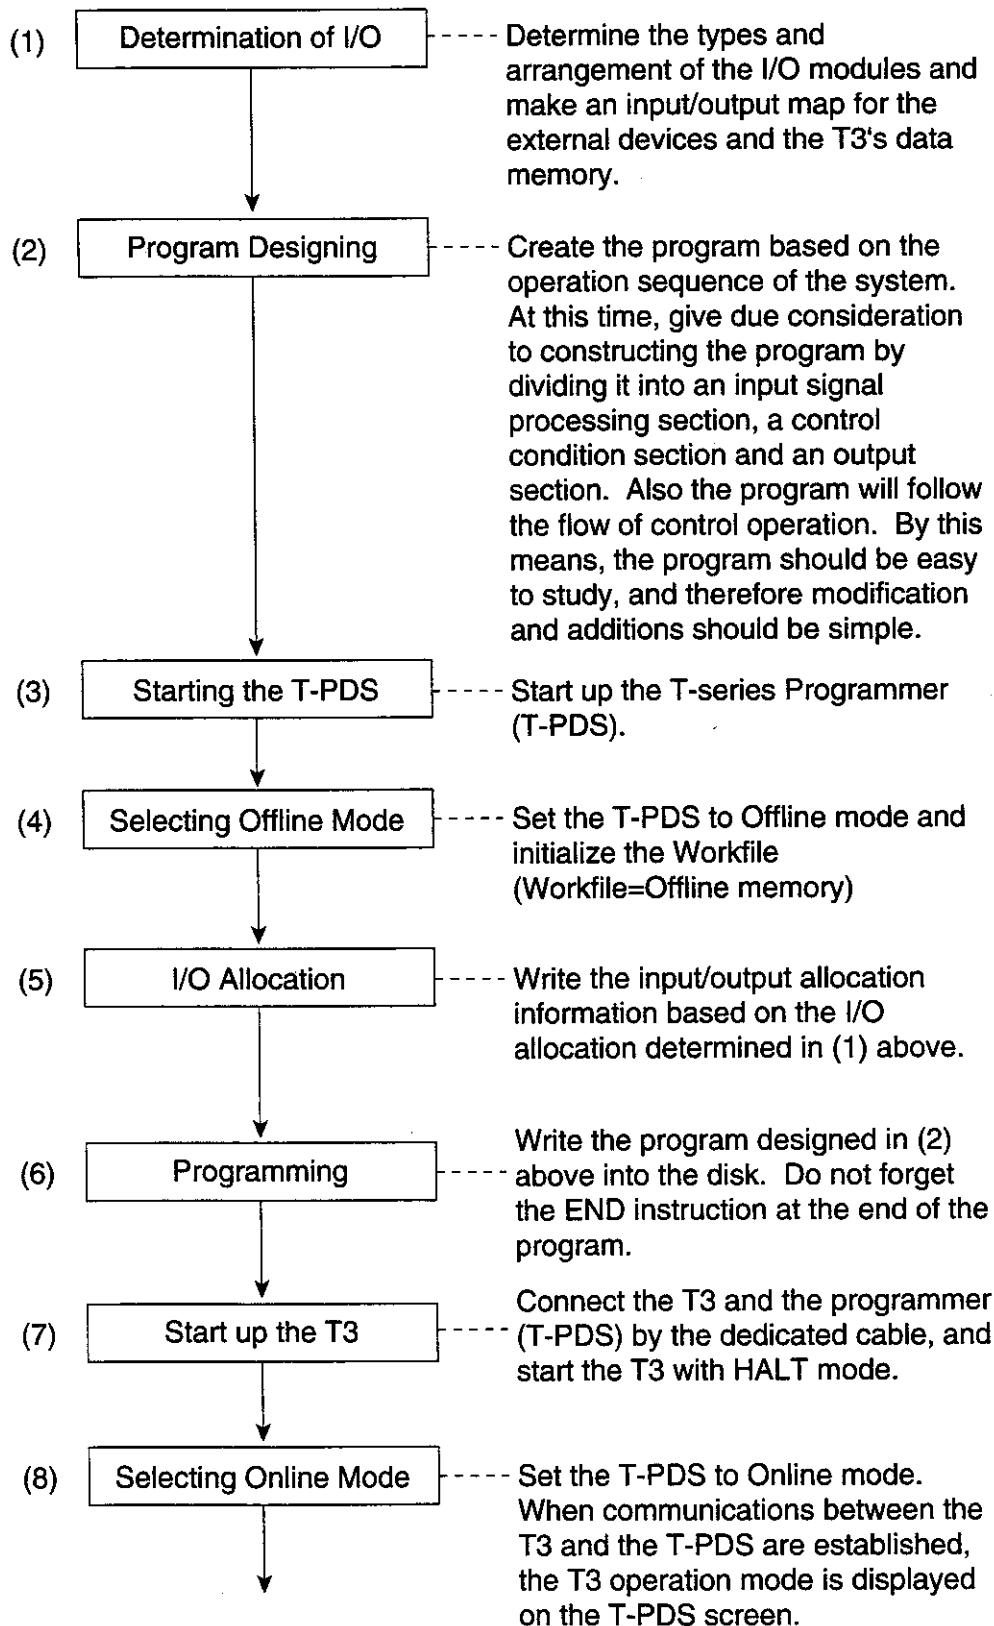 (1) Determination of I/O
Determine the types and
arrangement of the I/O modules and
make an input/output map for the
external devices and the T3's data
memory.
(2) Program Designing
Create the program based on the
operation sequence of the system.
At this time, give due consideration
to constructing the program by
dividing it into an input signal
processing section, a control
condition section and an output
section. Also the program will follow
the flow of control operation. By this
means, the program should be easy
to study, and therefore modification
and additions should be simple.
(3) Starting the T-PDS
Start up the T-series Programmer
(T-PDS).
(4) Selecting Offline Mode
Set the T-PDS to Offline mode and
initialize the Workfile
(Workfile=Offline memory)
(5) I/O Allocation
Write the input/output allocation
information based on the I/O
allocation determined in (1) above.
(6) Programming
Write the program designed in (2)
above into the disk. Do not forget
the END instruction at the end of the
program.
(7) Start up the T3
Connect the T3 and the programmer
(T-PDS) by the dedicated cable, and
start the T3 with HALT mode.
(8) Selecting Online Mode
Set the T-PDS to Online mode.
When communications between the
T3 and the T-PDS are established,
the T3 operation mode is displayed
on the T-PDS screen.